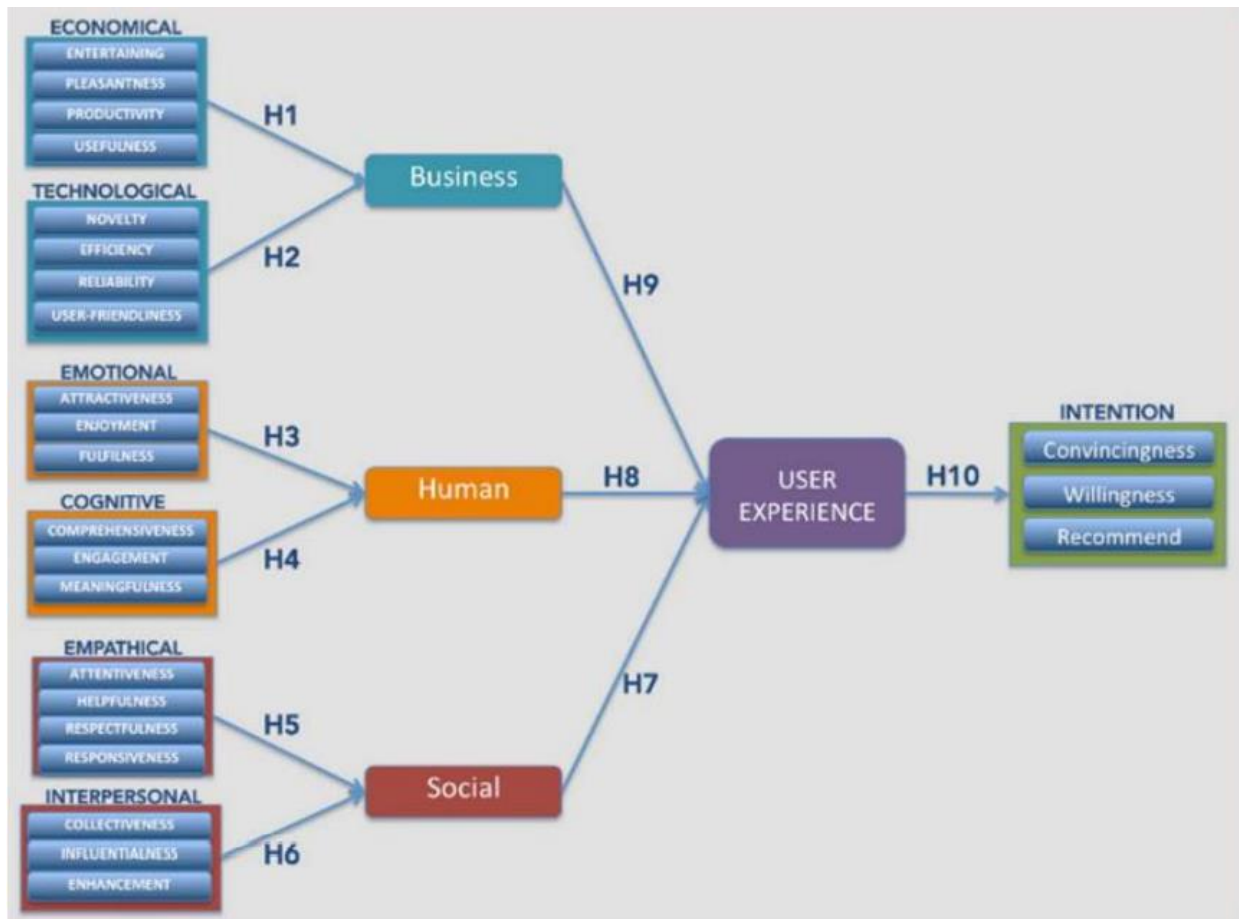 ECONOMICAL
ENTERTAINING
PLEASANTNESS
PRODUCTIVITY
USEFULNESS
H1
Business
TECHNOLOGICAL
NOVELTY
EFFICIENCY
RELIABILITY
USER-FRIENDLINESS
H2
H9
EMOTIONAL
ATTRACTIVENESS
ENJOYMENT
FULFILNESS
H3
Human
COGNITIVE
COMPREHENSIVENESS
ENGAGEMENT
MEANINGFULNESS
H4
H8
USER
EXPERIENCE
H10
INTENTION
Convincingness
Willingness
Recommend
EMPATHICAL
ATTENTIVENESS
HELPFULNESS
RESPECTFULNESS
RESPONSIVENESS
H5
Social
H7
INTERPERSONAL
COLLECTIVENESS
INFLUENTIALNESS
ENHANCEMENT
H6